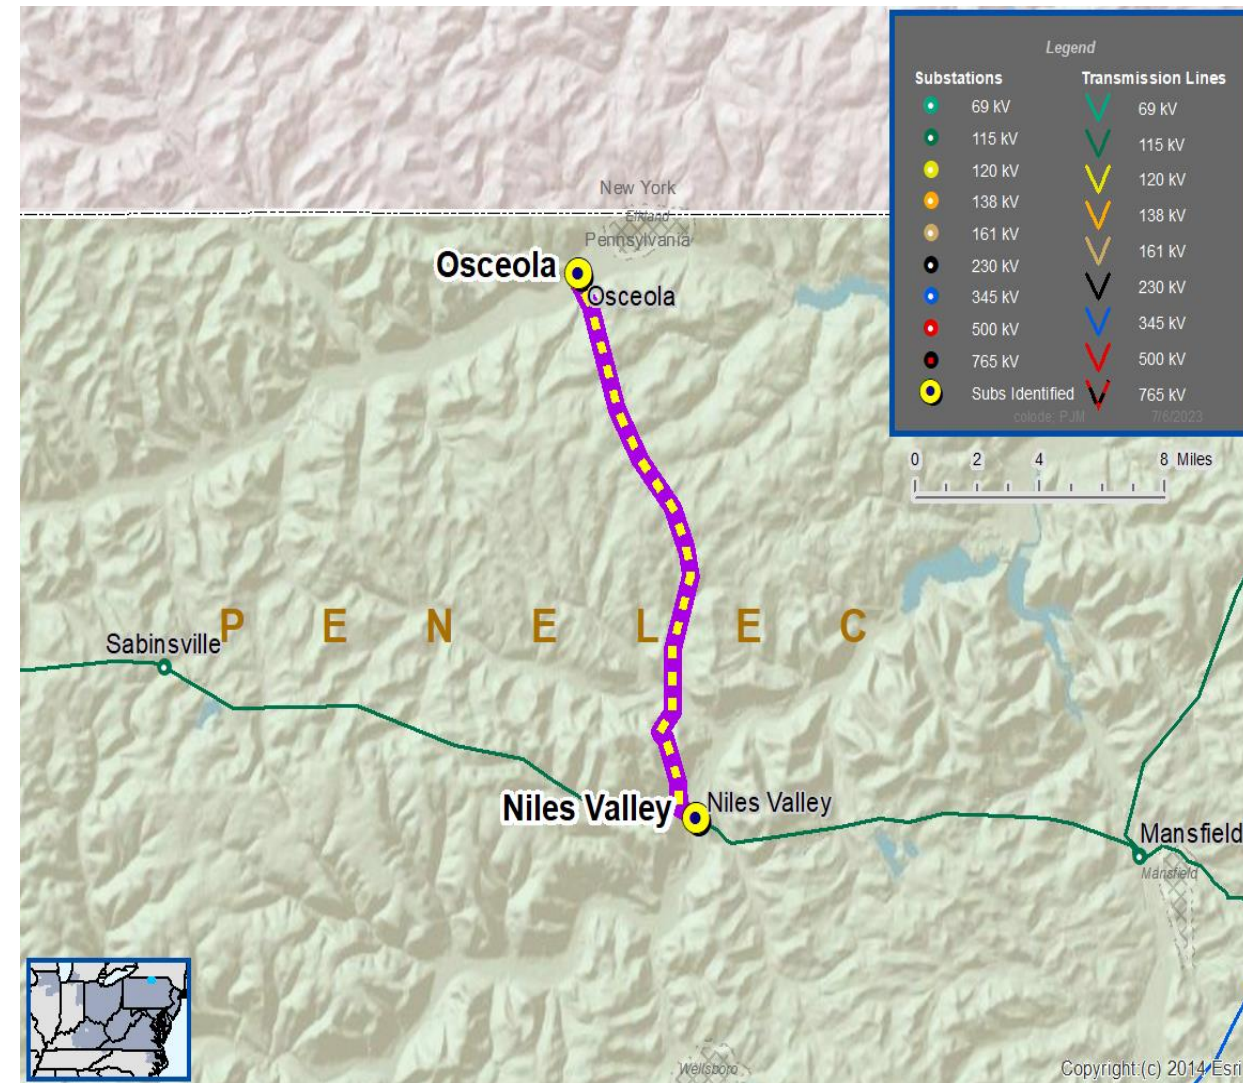 Legend
Substations
Transmission Lines
69 kV
69 kV
115 kV
115 kV
120 kV
120 kV
138 kV
138 kV
161 kV
161 kV
230 kV
230 kV
345 kV
345 kV
500 kV
500 kV
765 kV
765 kV
Subs Identified
colode: PJM
7/6/2023
0 2 4 8 Miles
New York
Elkland
Pennsylvania
Osceola
Osceola
P E N E L E C
Sabinsville
Niles Valley
Niles Valley
Mansfield
Mansfield
Wellsboro
Copyright:(c) 2014 Esri